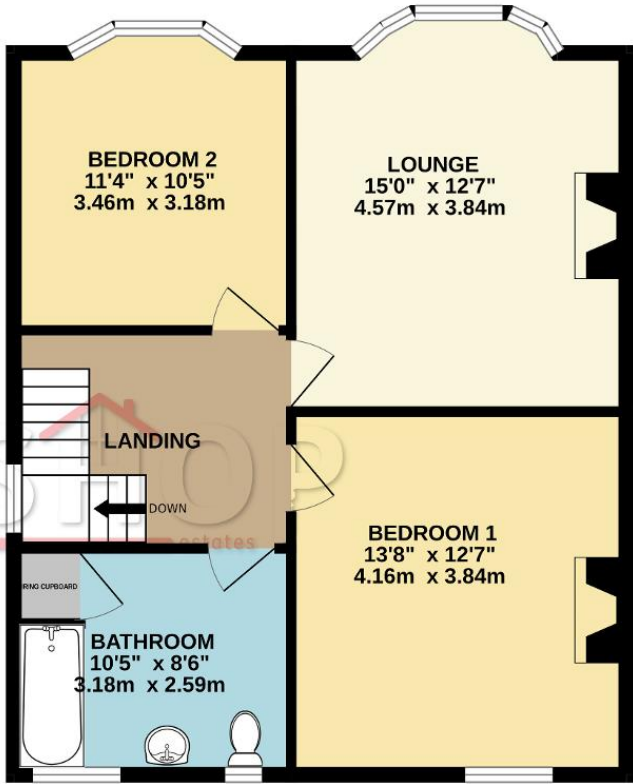 BEDROOM 2
11'4" x 10'5"
3.46m x 3.18m
LOUNGE
15'0" x 12'7"
4.57m x 3.84m
LANDING
DOWN
estates
BEDROOM 1
13'8" x 12'7"
4.16m x 3.84m
CUPBOARD
BATHROOM
10'5" x 8'6"
3.18m x 2.59m